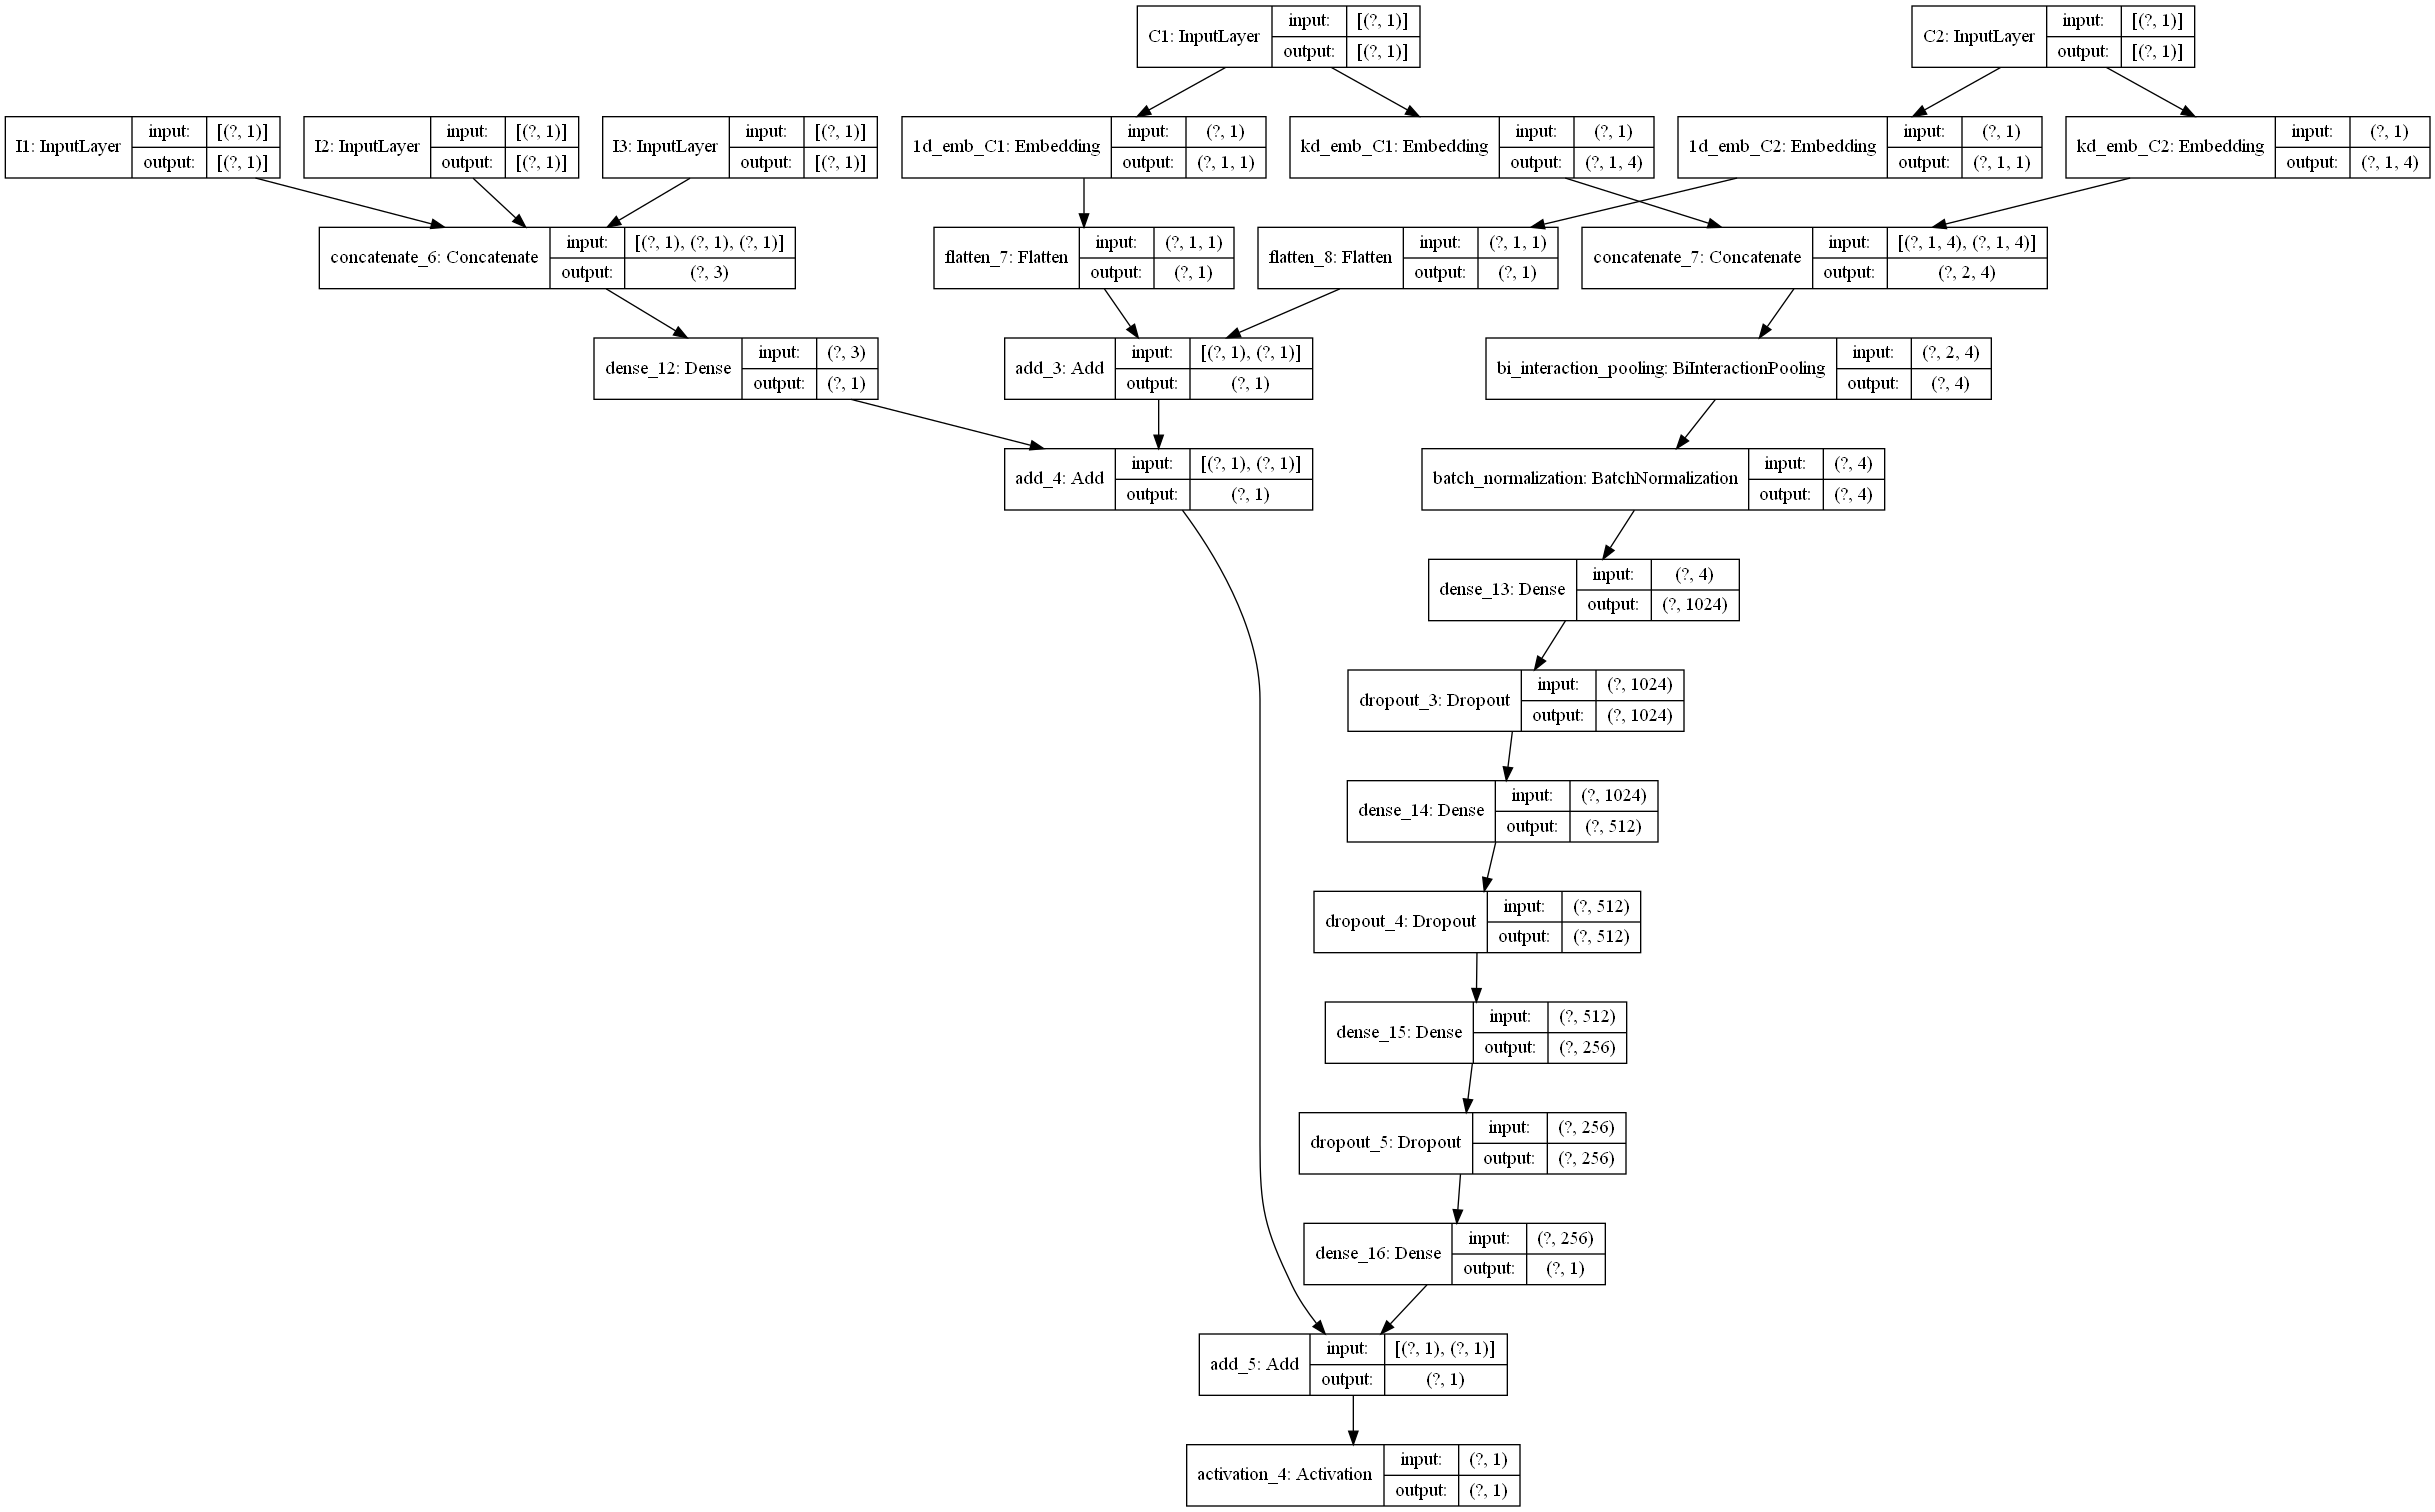 C1: InputLayer
input: [(?, 1)]
output: [(?, 1)]
C2: InputLayer
input: [(?, 1)]
output: [(?, 1)]
I1: InputLayer
input: [(?, 1)]
output: [(?, 1)]
I2: InputLayer
input: [(?, 1)]
output: [(?, 1)]
I3: InputLayer
input: [(?, 1)]
output: [(?, 1)]
1d_emb_C1: Embedding
input: (?, 1)
output: (?, 1, 1)
kd_emb_C1: Embedding
input: (?, 1)
output: (?, 1, 4)
1d_emb_C2: Embedding
input: (?, 1)
output: (?, 1, 1)
kd_emb_C2: Embedding
input: (?, 1)
output: (?, 1, 4)
concatenate_6: Concatenate
input: [(?, 1), (?, 1), (?, 1)]
output: (?, 3)
flatten_7: Flatten
input: (?, 1, 1)
output: (?, 1)
flatten_8: Flatten
input: (?, 1, 1)
output: (?, 1)
concatenate_7: Concatenate
input: [(?, 1, 4), (?, 1, 4)]
output: (?, 2, 4)
dense_12: Dense
input: (?, 3)
output: (?, 1)
add_3: Add
input: [(?, 1), (?, 1)]
output: (?, 1)
bi_interaction_pooling: BiInteractionPooling
input: (?, 2, 4)
output: (?, 4)
add_4: Add
input: [(?, 1), (?, 1)]
output: (?, 1)
batch_normalization: BatchNormalization
input: (?, 4)
output: (?, 4)
dense_13: Dense
input: (?, 4)
output: (?, 1024)
dropout_3: Dropout
input: (?, 1024)
output: (?, 1024)
dense_14: Dense
input: (?, 1024)
output: (?, 512)
dropout_4: Dropout
input: (?, 512)
output: (?, 512)
dense_15: Dense
input: (?, 512)
output: (?, 256)
dropout_5: Dropout
input: (?, 256)
output: (?, 256)
dense_16: Dense
input: (?, 256)
output: (?, 1)
add_5: Add
input: [(?, 1), (?, 1)]
output: (?, 1)
activation_4: Activation
input: (?, 1)
output: (?, 1)